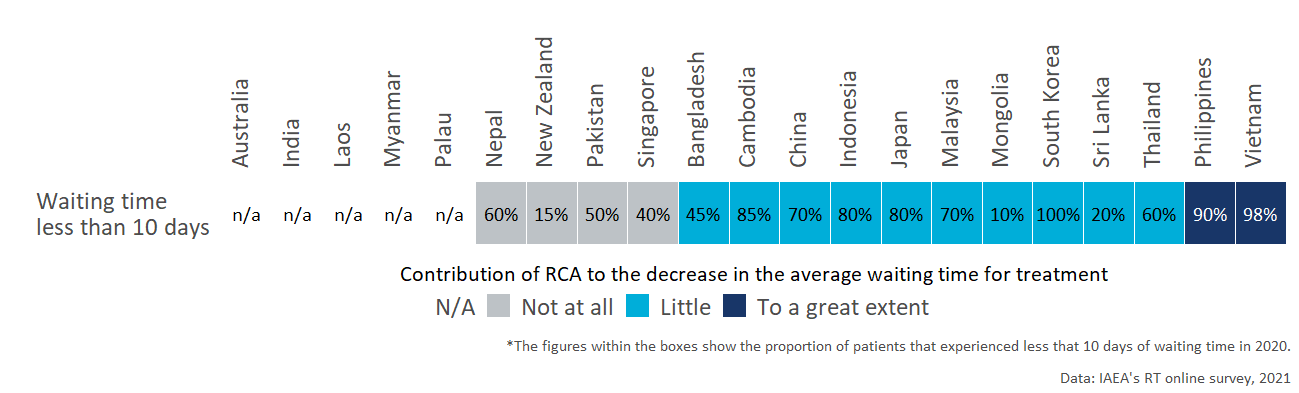 Australia
India
Laos
Myanmar
Palau
Nepal
New Zealand
Pakistan
Singapore
Bangladesh
Cambodia
China
Indonesia
Japan
Malaysia
Mongolia
South Korea
Sri Lanka
Thailand
Philippines
Vietnam
Waiting time
less than 10 days
n/a n/a n/a n/a n/a 60% 15% 50% 40% 45% 85% 70% 80% 80% 70% 10% 100% 20% 60% 90% 98%
Contribution of RCA to the decrease in the average waiting time for treatment
N/A Not at all Little To a great extent
*The figures within the boxes show the proportion of patients that experienced less that 10 days of waiting time in 2020.
Data: IAEA's RT online survey, 2021